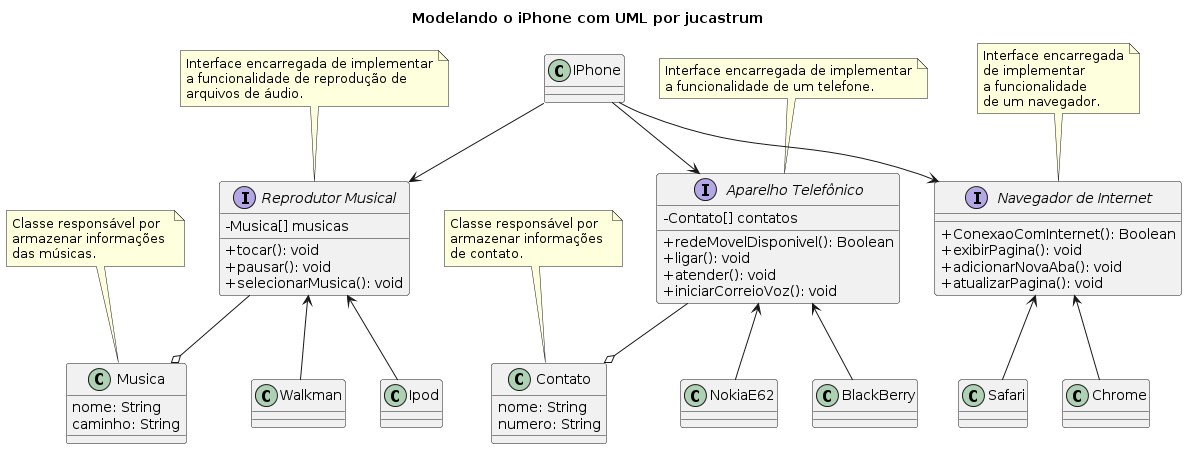 Modelando o iPhone com UML por jucastrum
Interface encarregada de implementar
a funcionalidade de reprodução de
arquivos de áudio.
C IPhone
Interface encarregada de implementar
a funcionalidade de um telefone.
Interface encarregada
de implementar
a funcionalidade
de um navegador.
Classe responsável por
armazenar informações
das músicas.
I Reprodutor Musical
-Musica[] musicas
+tocar(): void
+pausar(): void
+selecionarMusica(): void
Classe responsável por
armazenar informações
de contato.
I Aparelho Telefônico
-Contato[] contatos
+redeMovelDisponivel(): Boolean
+ligar(): void
+atender(): void
+iniciarCorreioVoz(): void
I Navegador de Internet
+ConexaoComInternet(): Boolean
+exibirPagina(): void
+adicionarNovaAba(): void
+atualizarPagina(): void
C Musica
nome: String
caminho: String
C Walkman
C Ipod
C Contato
nome: String
numero: String
C NokiaE62
C BlackBerry
C Safari
C Chrome